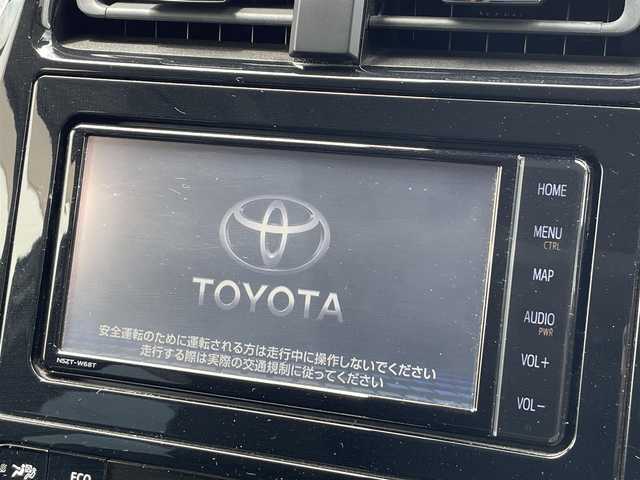 TOYOTA
安全運転のために運転される方は走行中に操作しないでください
走行する際は実際の交通規制に従ってください
NSZT-W68T
HOME
MENU
CTRL
MAP
AUDIO
PWR
VOL+
VOL-
ECO